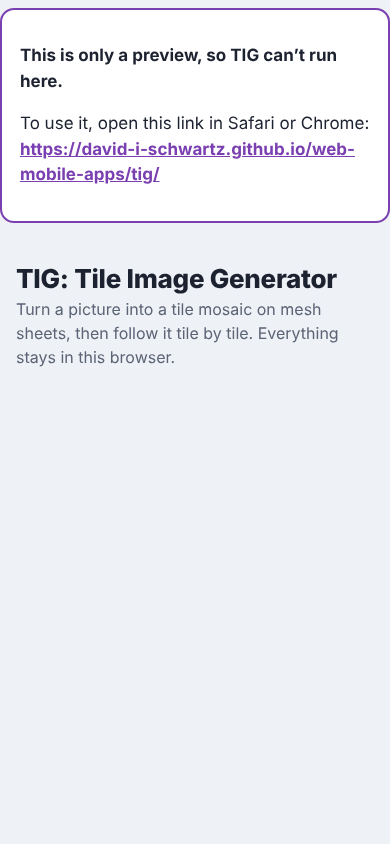 This is only a preview, so TIG can’t run
here.
To use it, open this link in Safari or Chrome:
https://david-i-schwartz.github.io/web-
mobile-apps/tig/
TIG: Tile Image Generator
Turn a picture into a tile mosaic on mesh
sheets, then follow it tile by tile. Everything
stays in this browser.